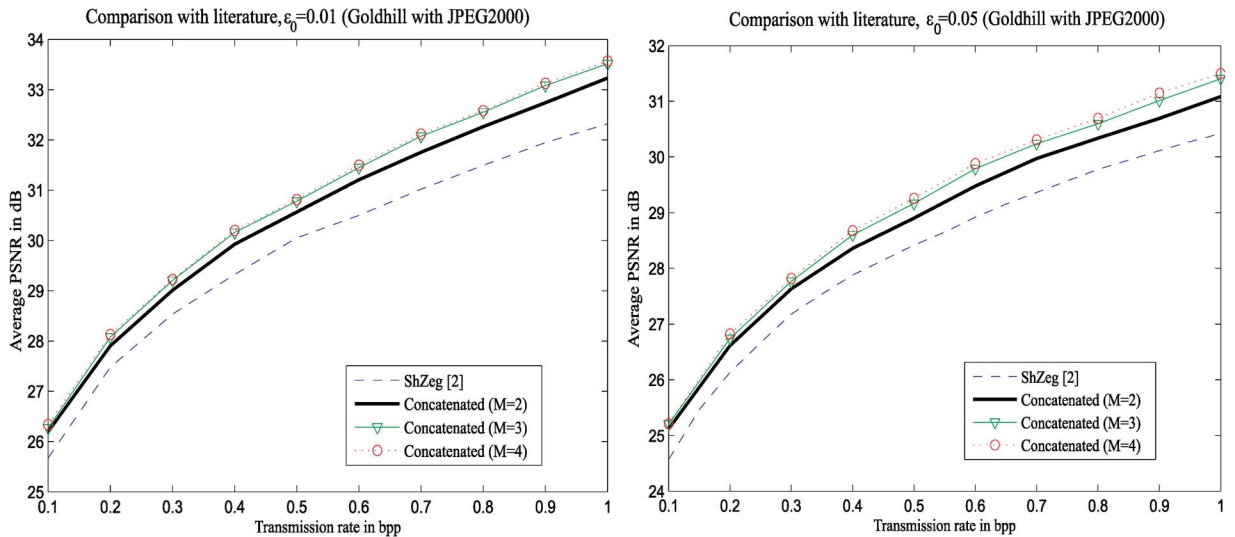 Comparison with literature, ε0=0.01 (Goldhill with JPEG2000)
34
33
32
31
30
29
28
27
26
25
Average PSNR in dB
ShZeg [2]
Concatenated (M=2)
Concatenated (M=3)
Concatenated (M=4)
0.1 0.2 0.3 0.4 0.5 0.6 0.7 0.8 0.9 1
Transmission rate in bpp
Comparison with literature, ε0=0.05 (Goldhill with JPEG2000)
32
31
30
29
28
27
26
25
24
Average PSNR in dB
ShZeg [2]
Concatenated (M=2)
Concatenated (M=3)
Concatenated (M=4)
0.1 0.2 0.3 0.4 0.5 0.6 0.7 0.8 0.9 1
Transmission rate in bpp